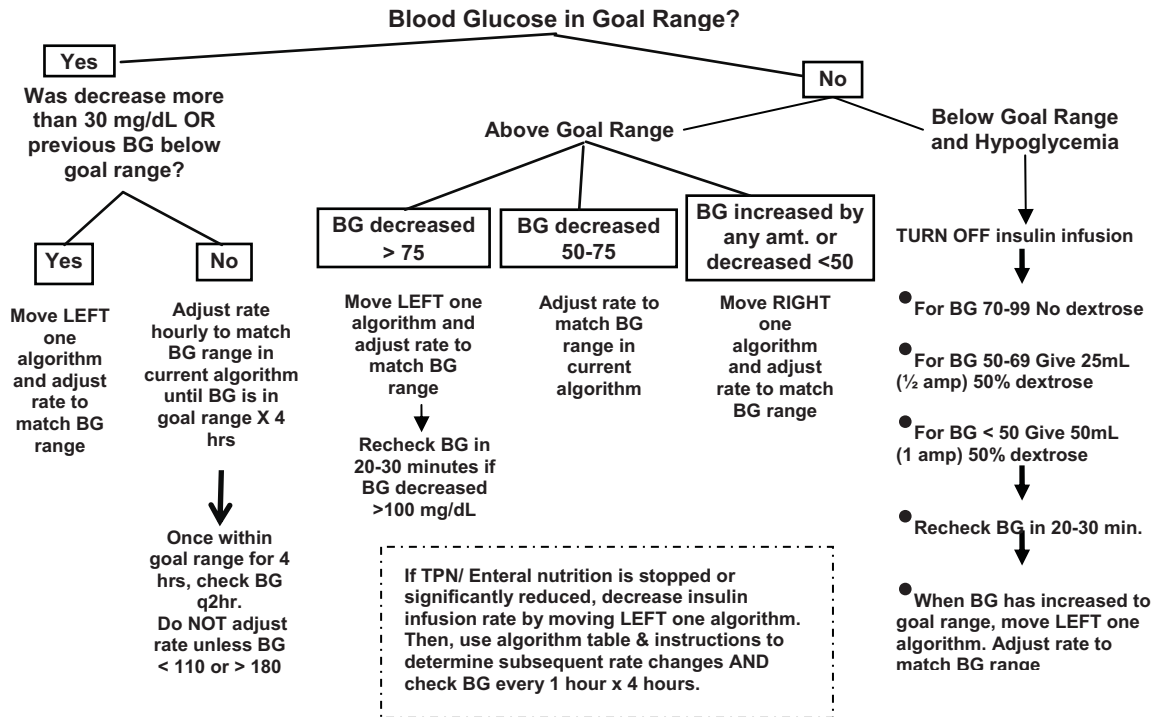 Blood Glucose in Goal Range?
Yes
Was decrease more
than 30 mg/dL OR
previous BG below
goal range?
Yes
Move LEFT
one
algorithm
and adjust
rate to
match BG
range
No
Adjust rate
hourly to match
BG range in
current algorithm
until BG is in
goal range X 4
hrs
Once within
goal range for 4
hrs, check BG
q2hr.
Do NOT adjust
rate unless BG
< 110 or > 180
No
Above Goal Range
BG decreased
> 75
Move LEFT one
algorithm and
adjust rate to
match BG
range
Recheck BG in
20-30 minutes if
BG decreased
>100 mg/dL
BG decreased
50-75
Adjust rate to
match BG
range in
current
algorithm
BG increased by
any amt. or
decreased <50
Move RIGHT
one
algorithm
and adjust
rate to match
BG range
Below Goal Range
and Hypoglycemia
TURN OFF insulin infusion
• For BG 70-99 No dextrose
• For BG 50-69 Give 25mL
(½ amp) 50% dextrose
• For BG < 50 Give 50mL
(1 amp) 50% dextrose
• Recheck BG in 20-30 min.
• When BG has increased to
goal range, move LEFT one
algorithm. Adjust rate to
match BG range
If TPN/ Enteral nutrition is stopped or
significantly reduced, decrease insulin
infusion rate by moving LEFT one algorithm.
Then, use algorithm table & instructions to
determine subsequent rate changes AND
check BG every 1 hour x 4 hours.